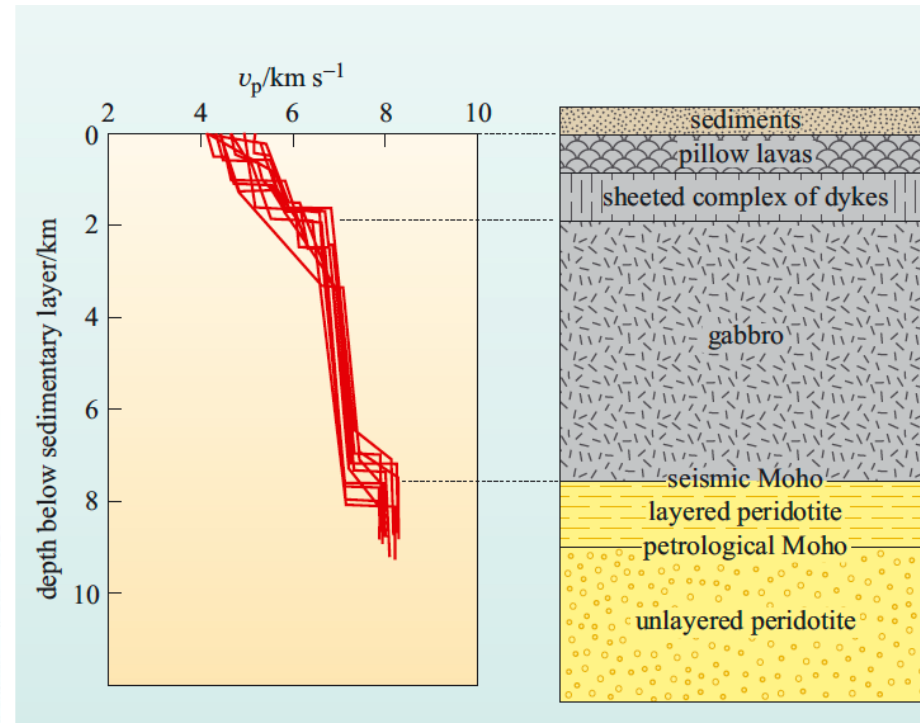 vₚ/km s⁻¹
2 4 6 8 10
0
2
4
6
8
10
depth below sedimentary layer/km
sediments
pillow lavas
sheeted complex of dykes
gabbro
seismic Moho
layered peridotite
petrological Moho
unlayered peridotite